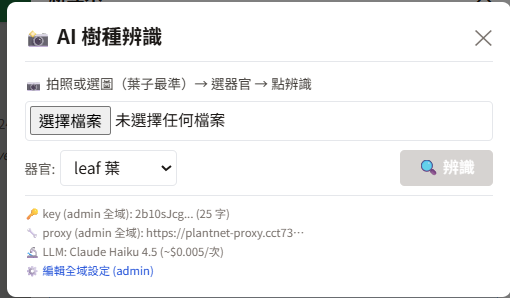 AI 樹種辨識
拍照或選圖（葉子最準）→ 選器官 → 點辨識
選擇檔案 未選擇任何檔案
器官: leaf 葉
辨識
key (admin 全域): 2b10sJcg... (25 字)
proxy (admin 全域): https://plantnet-proxy.cct73···
LLM: Claude Haiku 4.5 (~$0.005/次)
編輯全域設定 (admin)